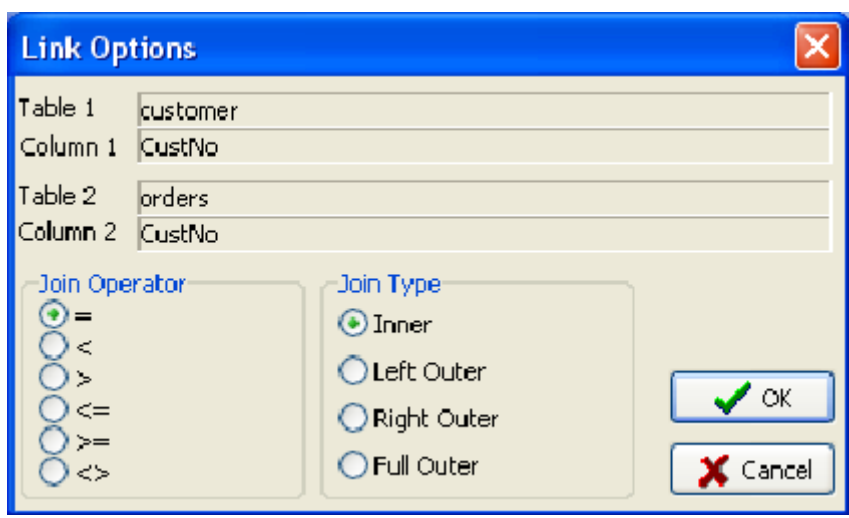 Link Options
Table 1 customer
Column 1 CustNo
Table 2 orders
Column 2 CustNo
Join Operator
=
<
>
<=
>=
<>
Join Type
Inner
Left Outer
Right Outer
Full Outer
OK
Cancel